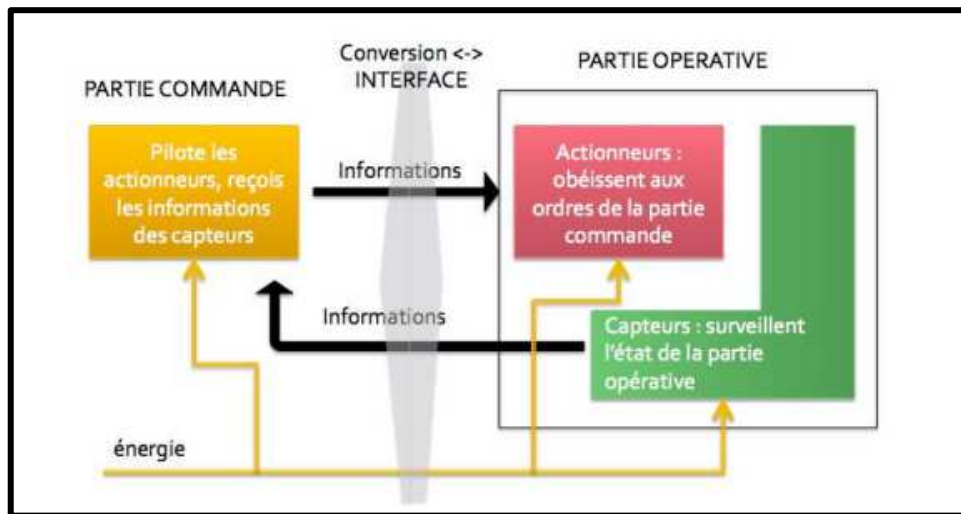 Conversion <->
INTERFACE
PARTIE OPERATIVE
PARTIE COMMANDE
Pilote les
actionneurs, reçois
les informations
des capteurs
Informations
Actionneurs :
obéissent aux
ordres de la partie
commande
Informations
Capteurs : surveillent
l'état de la partie
opérative
énergie